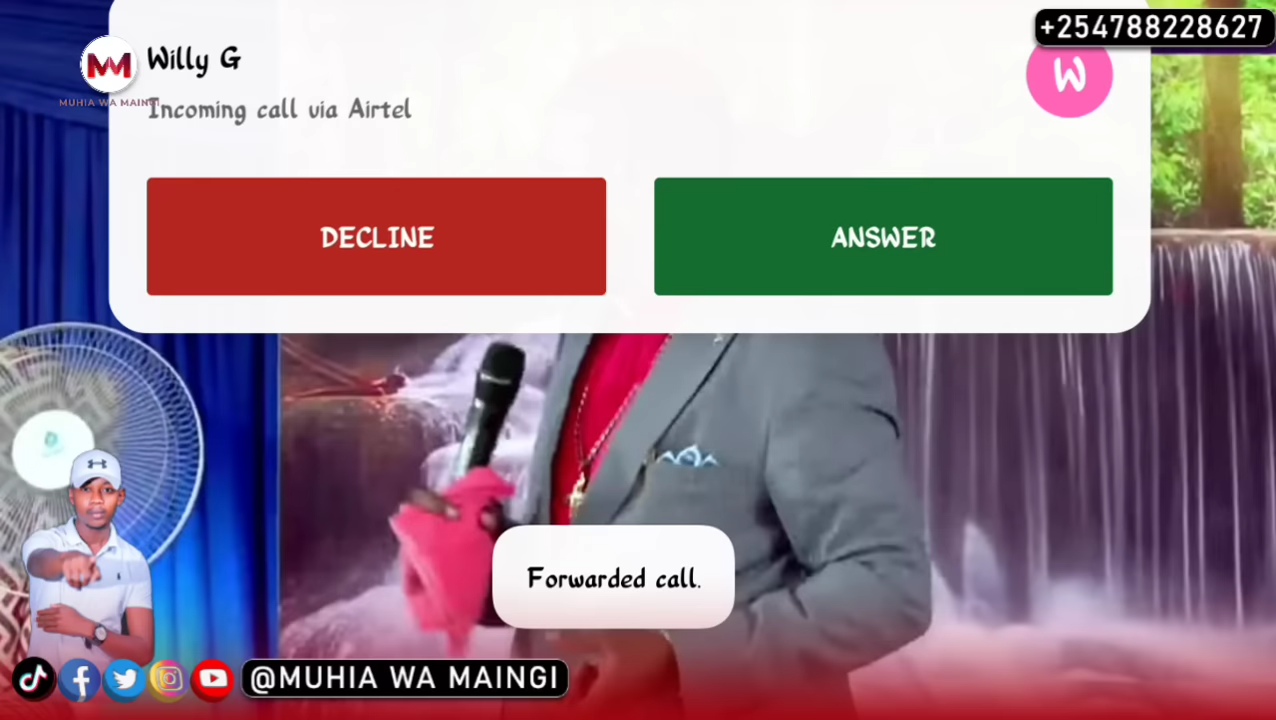 +254788228627
Willy G
W
MUHIA WA MAINGI
Incoming call via Airtel
DECLINE
ANSWER
Forwarded call.
@MUHIA WA MAINGI